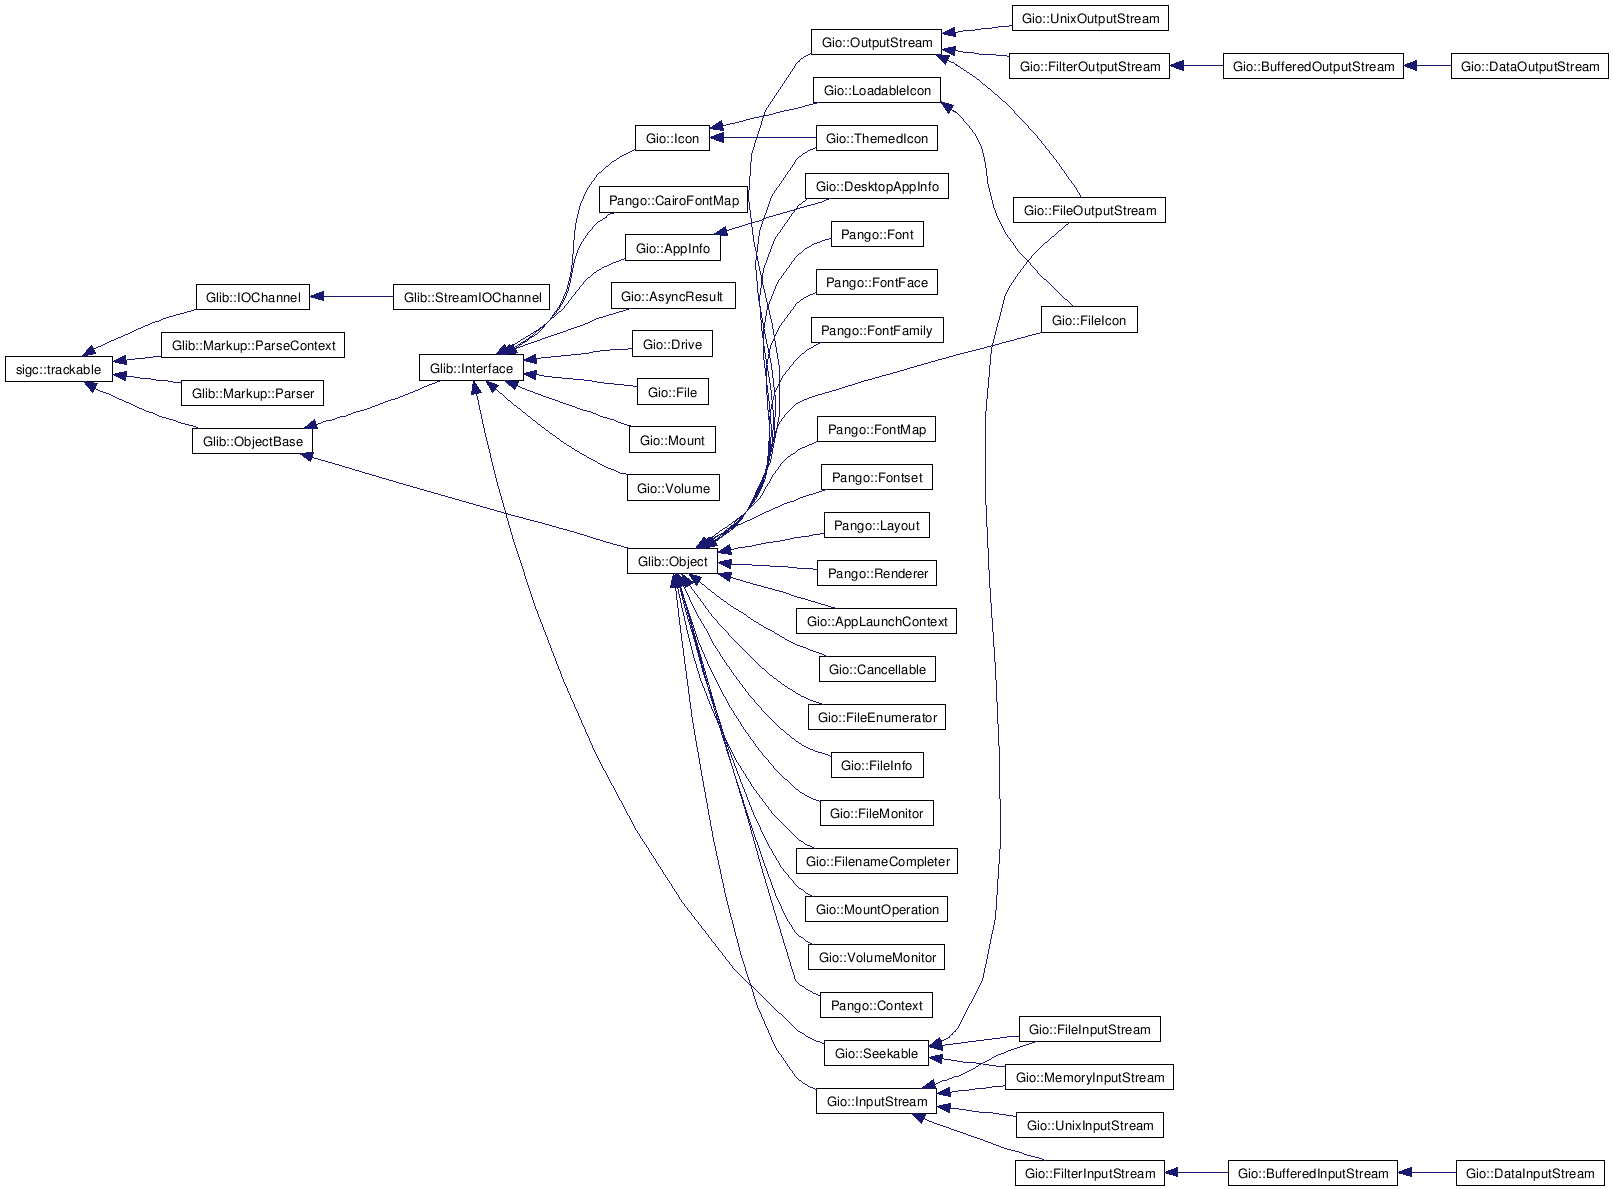 Gio::UnixOutputStream
Gio::OutputStream
Gio::FilterOutputStream
Gio::BufferedOutputStream
Gio::DataOutputStream
Gio::LoadableIcon
Gio::Icon
Gio::ThemedIcon
Gio::DesktopAppInfo
Pango::CairoFontMap
Gio::FileOutputStream
Pango::Font
Gio::AppInfo
Pango::FontFace
Glib::IOChannel
Glib::StreamIOChannel
Gio::AsyncResult
Gio::FileIcon
Pango::FontFamily
Glib::Markup::ParseContext
Gio::Drive
sigc::trackable
Glib::Interface
Glib::Markup::Parser
Gio::File
Pango::FontMap
Glib::ObjectBase
Gio::Mount
Pango::Fontset
Gio::Volume
Pango::Layout
Glib::Object
Pango::Renderer
Gio::AppLaunchContext
Gio::Cancellable
Gio::FileEnumerator
Gio::FileInfo
Gio::FileMonitor
Gio::FilenameCompleter
Gio::MountOperation
Gio::VolumeMonitor
Pango::Context
Gio::FileInputStream
Gio::Seekable
Gio::MemoryInputStream
Gio::InputStream
Gio::UnixInputStream
Gio::FilterInputStream
Gio::BufferedInputStream
Gio::DataInputStream